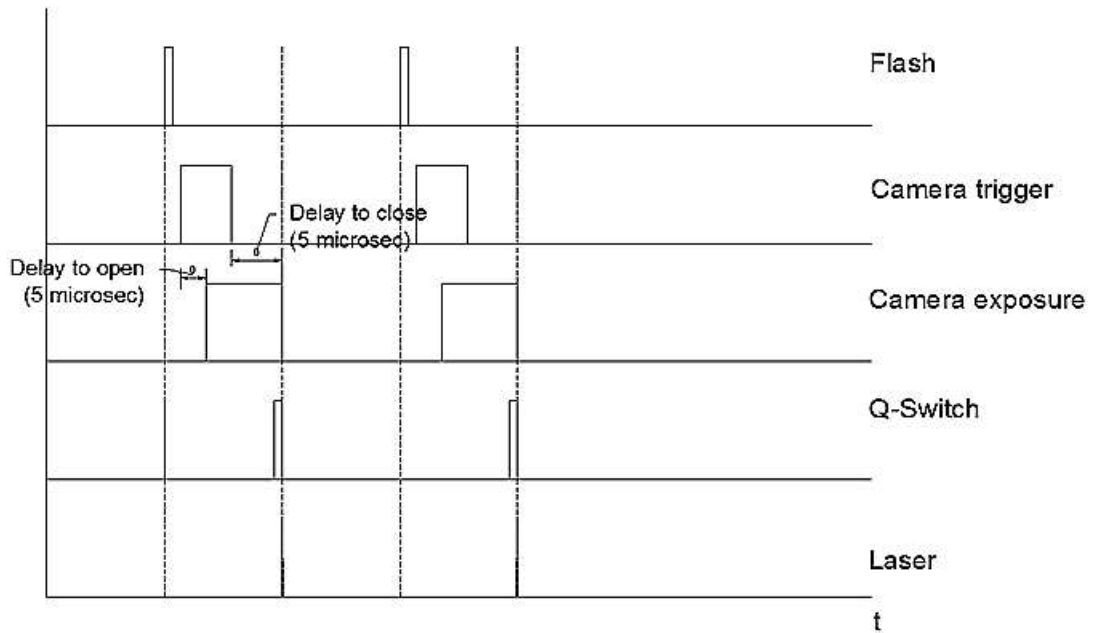 Flash
Camera trigger
Delay to close
(5 microsec)
Delay to open
(5 microsec)
Camera exposure
Q-Switch
Laser
t